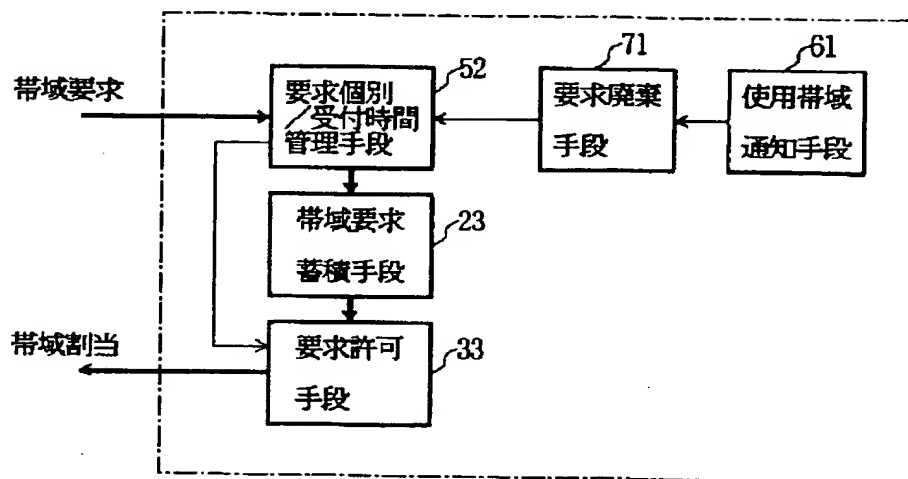 帯域要求
要求個別
／受付時間
管理手段
52
要求廃棄
手段
71
使用帯域
通知手段
61
帯域要求
蓄積手段
23
帯域割当
要求許可
手段
33